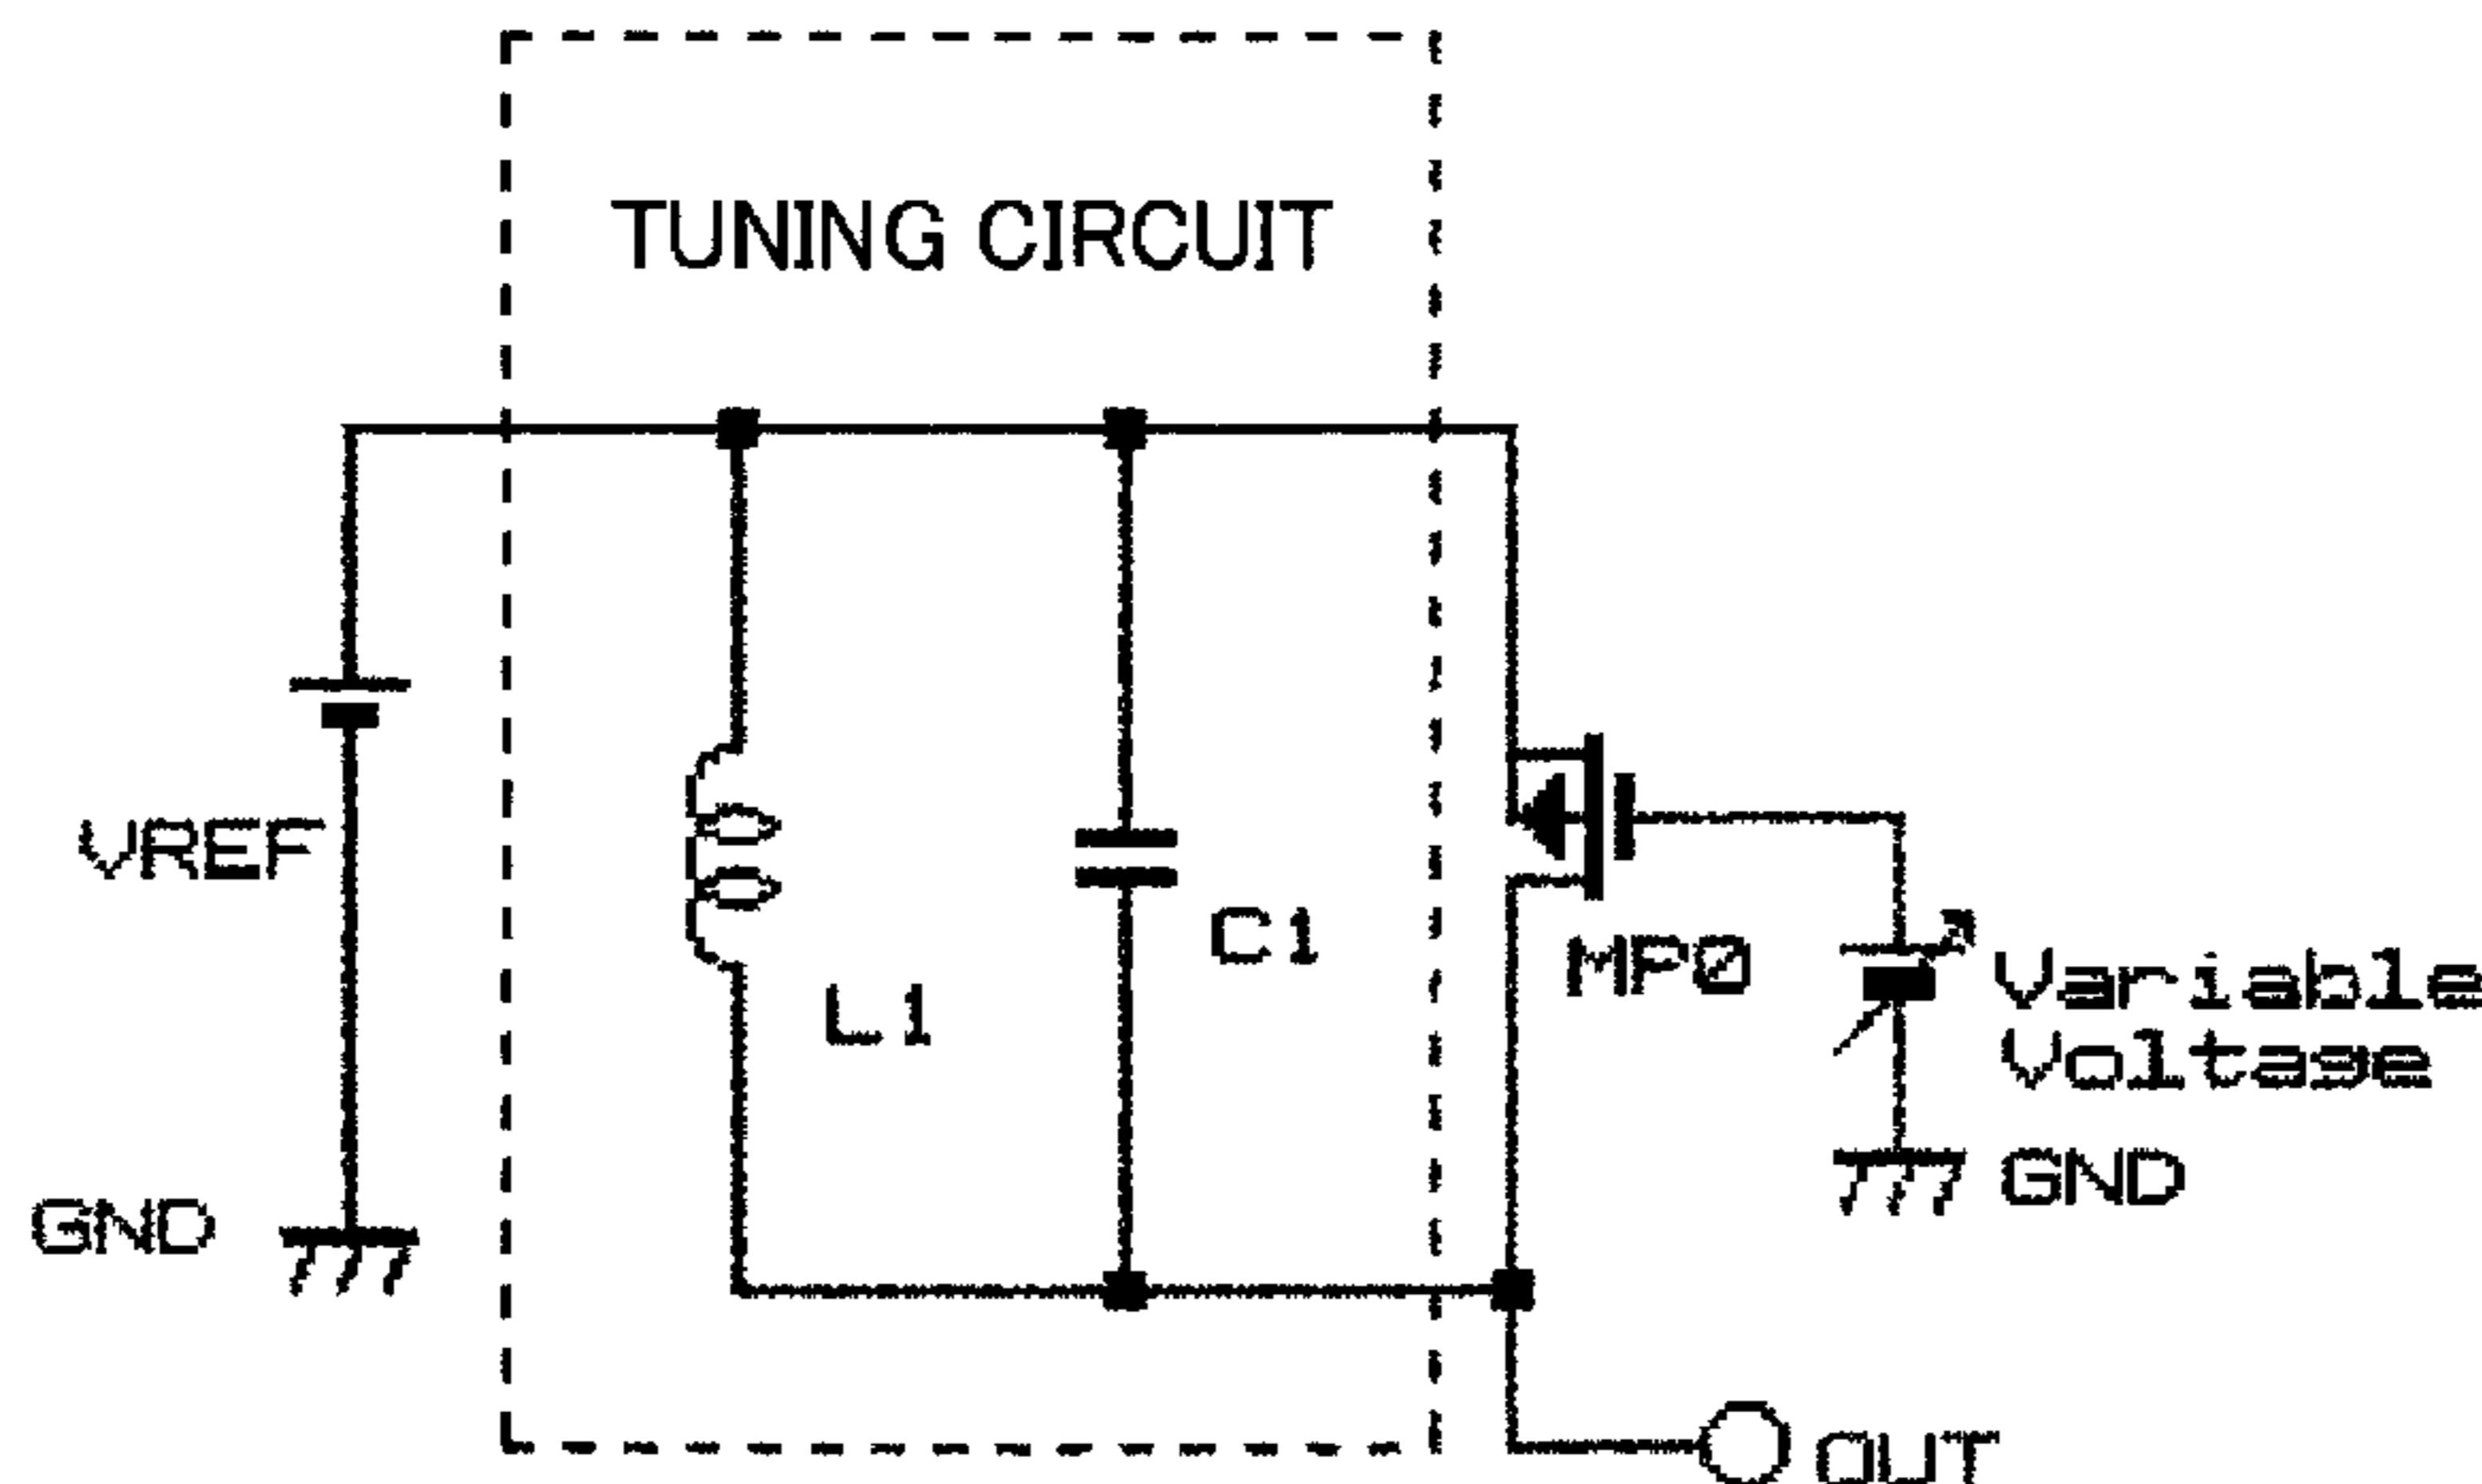 TUNING CIRCUIT
VREF
C1
MP0
L1
Variable
Voltage
GND
GND
OUT